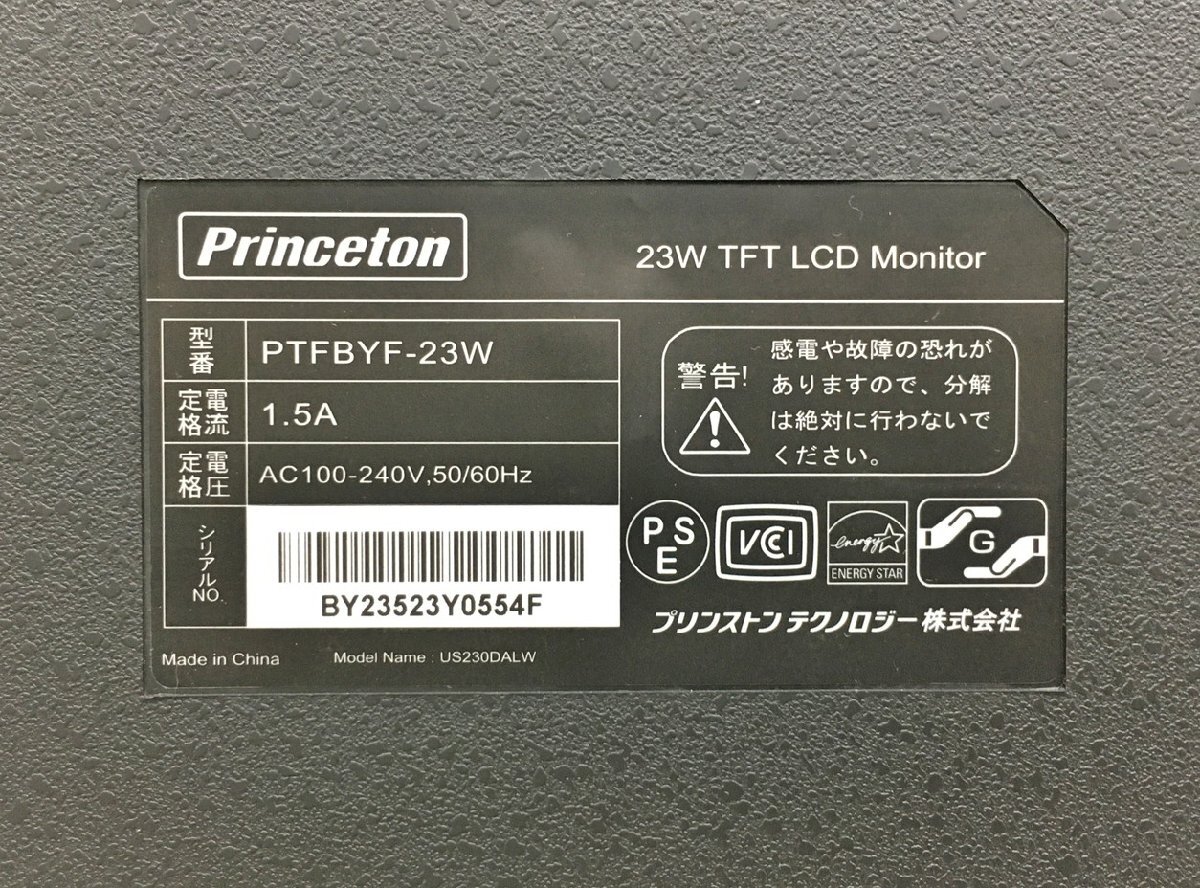 Princeton
23W TFT LCD Monitor
型番
PTFBYF-23W
定格電流
1.5A
定格電圧
AC100-240V,50/60Hz
シリアルNO.
BY23523Y0554F
警告!
感電や故障の恐れが
ありますので、分解
は絶対に行わないで
ください。
PSE
VCCI
energy
ENERGY STAR
G
プリンストンテクノロジー株式会社
Made in China
Model Name : US230DALW